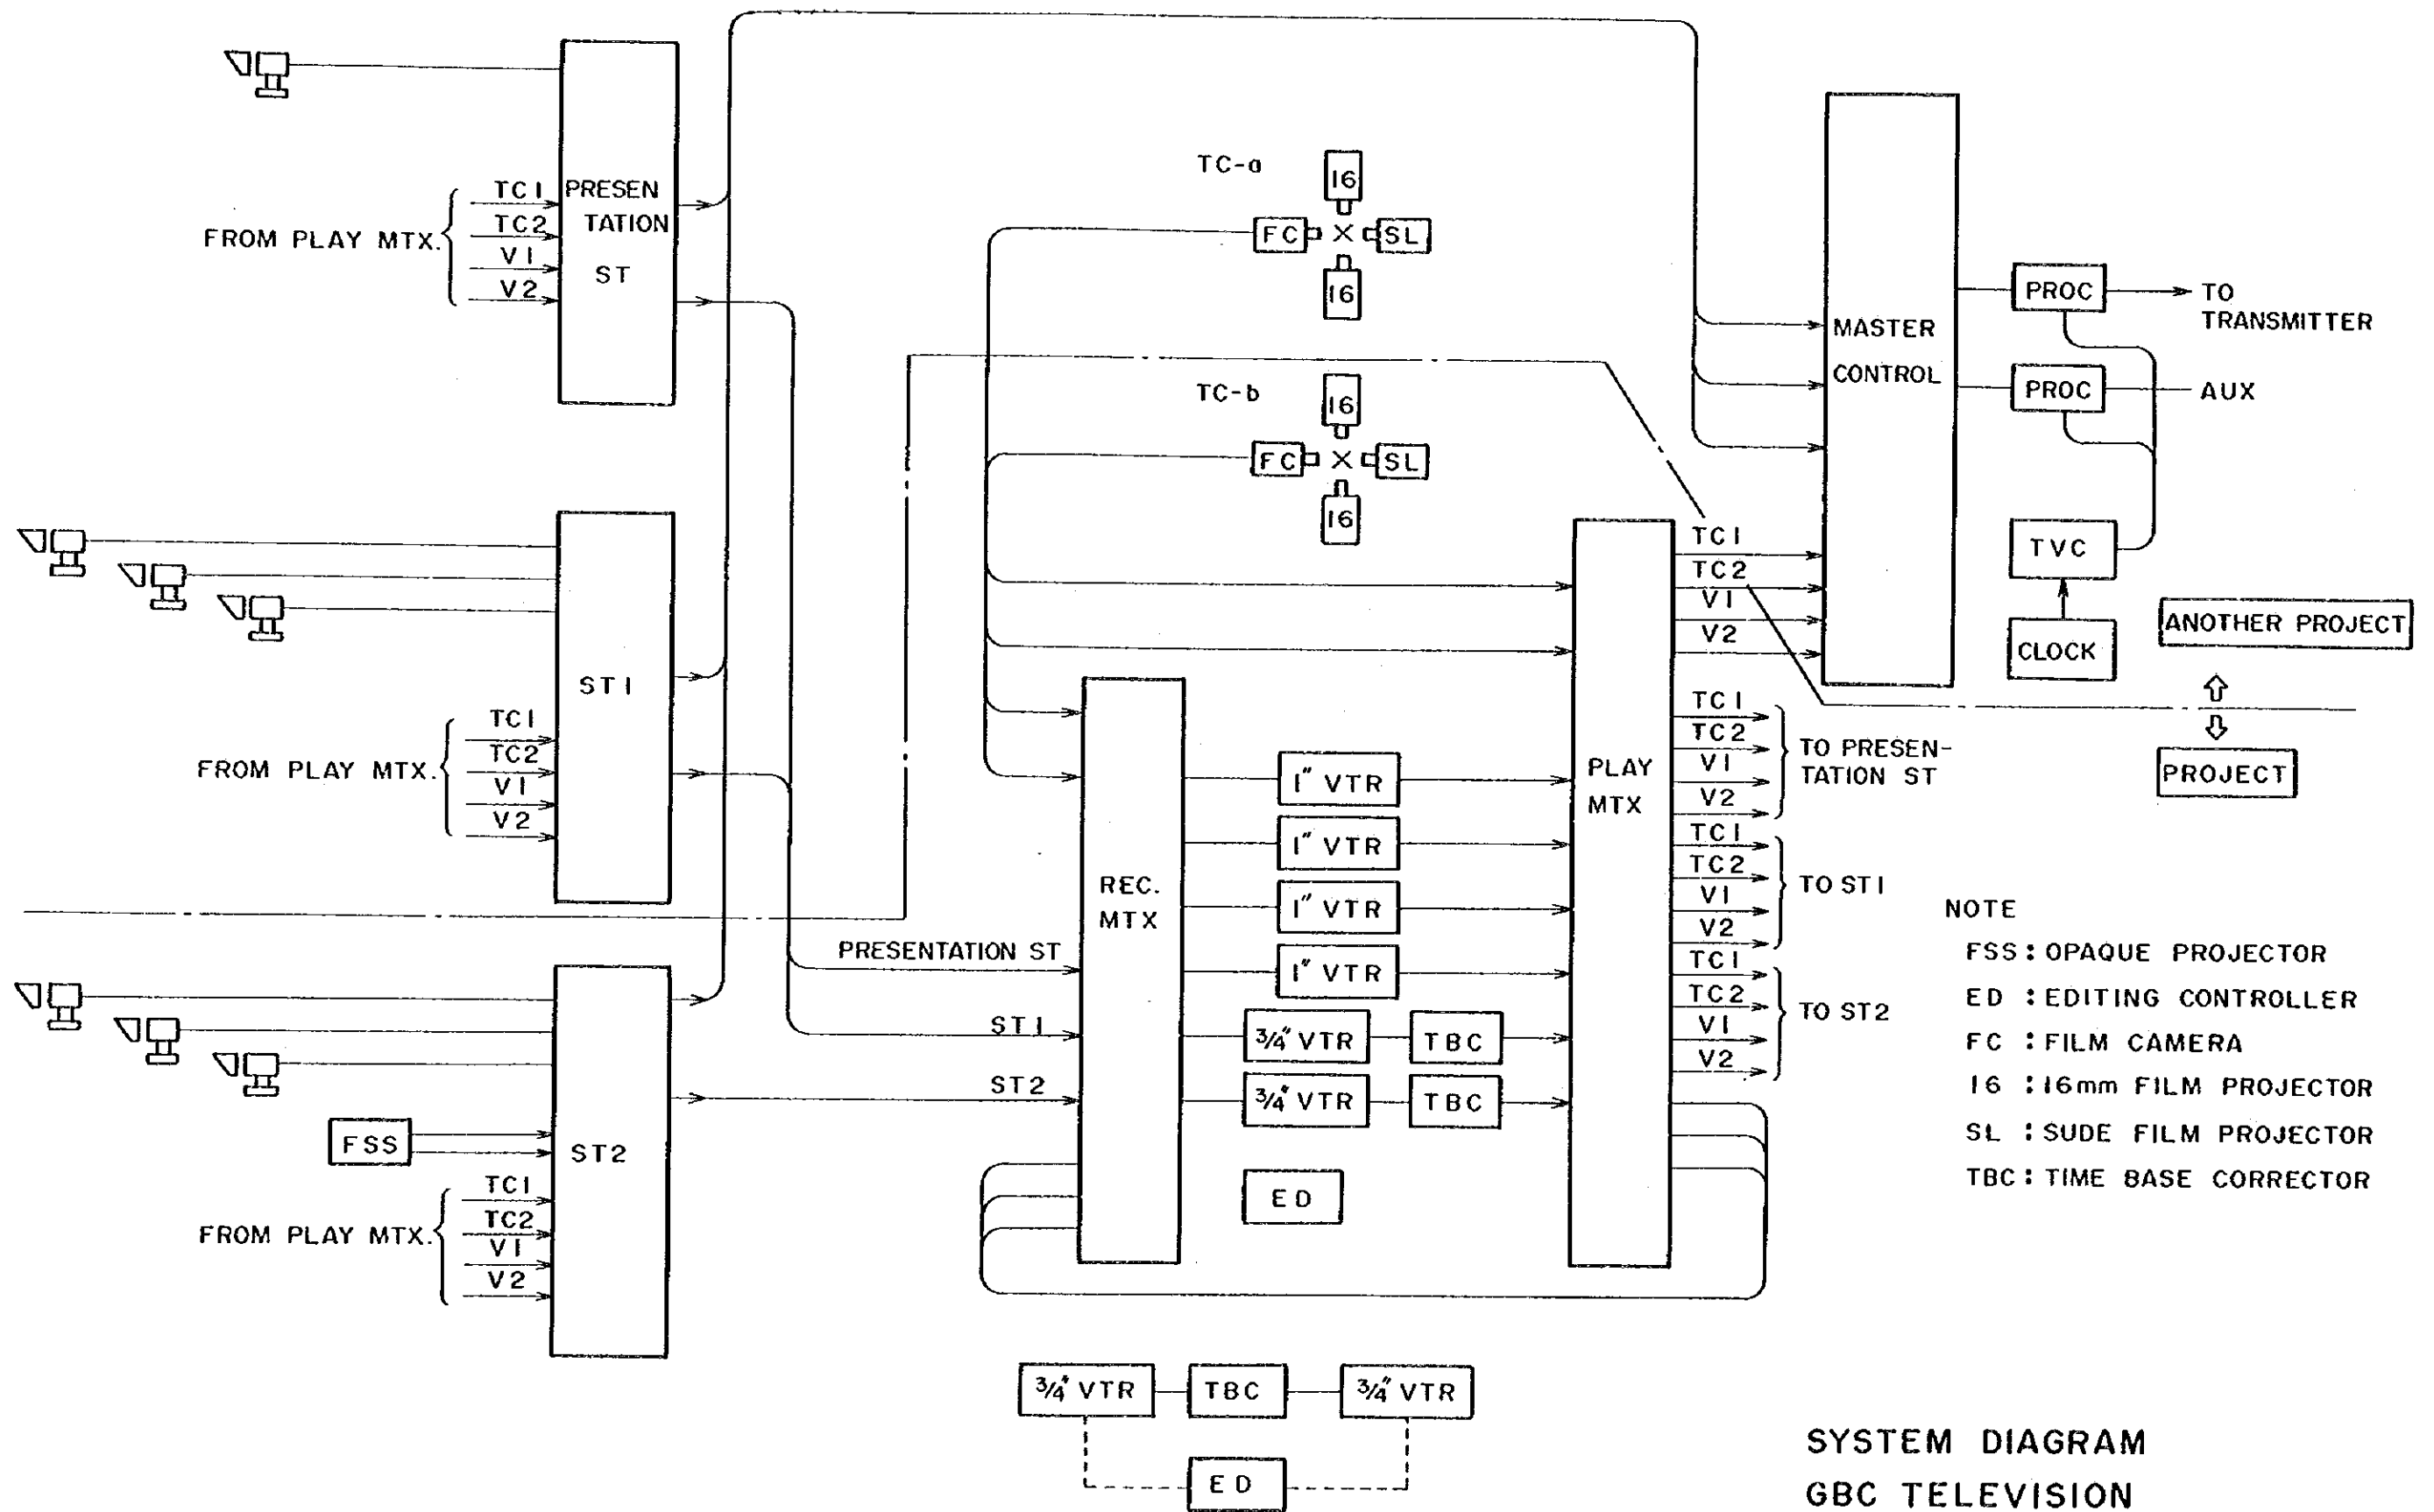 TC1
PRESEN
TC2
TATION
FROM PLAY MTX.
V1
ST
V2
TC-a
16
FC
SL
16
MASTER
CONTROL
PROC
TO
TRANSMITTER
PROC
AUX
TVC
CLOCK
TC-b
16
FC
SL
16
ST1
TC1
TC2
FROM PLAY MTX.
V1
V2
TC1
TC2
V1
V2
ANOTHER PROJECT
PROJECT
PLAY
MTX
TC1
TC2
V1
V2
TO PRESEN-
TATION ST
TC1
TC2
V1
V2
TO ST1
TC1
TC2
V1
V2
TO ST2
REC.
MTX
1" VTR
1" VTR
1" VTR
1" VTR
3/4" VTR
TBC
3/4" VTR
TBC
ED
PRESENTATION ST
ST1
ST2
ST2
FSS
TC1
TC2
FROM PLAY MTX.
V1
V2
NOTE
FSS : OPAQUE PROJECTOR
ED : EDITING CONTROLLER
FC : FILM CAMERA
16 : 16mm FILM PROJECTOR
SL : SUDE FILM PROJECTOR
TBC : TIME BASE CORRECTOR
3/4" VTR
TBC
3/4" VTR
ED
SYSTEM DIAGRAM
GBC TELEVISION